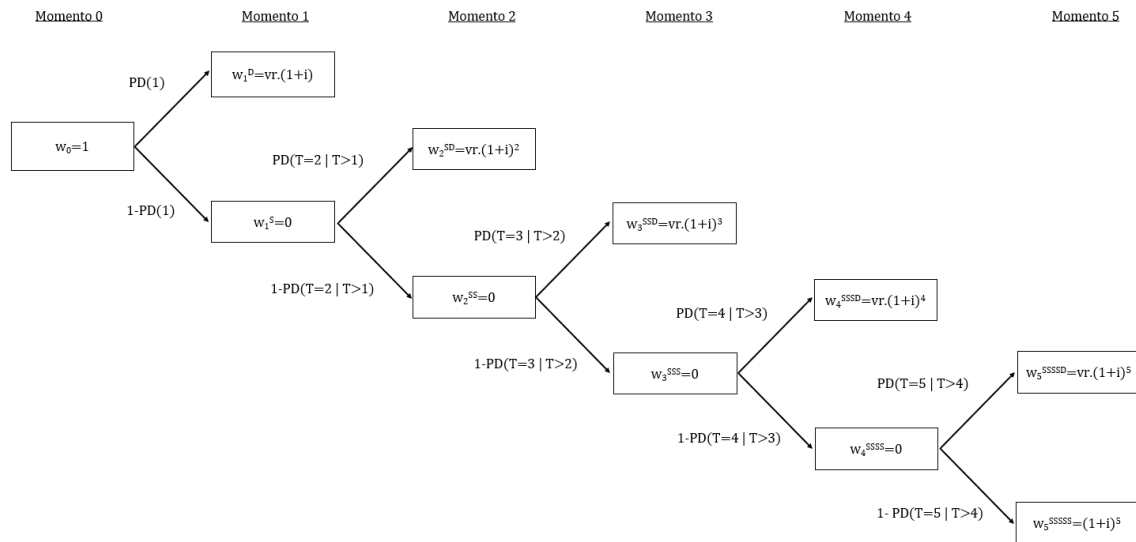 Momento 0 Momento 1 Momento 2 Momento 3 Momento 4 Momento 5
w₁ᴰ=vr.(1+i)
PD(1)
w₀=1
w₂ˢᴰ=vr.(1+i)²
PD(T=2 | T>1)
1-PD(1)
w₁ˢ=0
w₃ˢˢᴰ=vr.(1+i)³
PD(T=3 | T>2)
1-PD(T=2 | T>1)
w₂ˢˢ=0
w₄ˢˢˢᴰ=vr.(1+i)⁴
PD(T=4 | T>3)
1-PD(T=3 | T>2)
w₃ˢˢˢ=0
w₅ˢˢˢˢᴰ=vr.(1+i)⁵
PD(T=5 | T>4)
1-PD(T=4 | T>3)
w₄ˢˢˢˢ=0
1- PD(T=5 | T>4)
w₅ˢˢˢˢˢ=(1+i)⁵